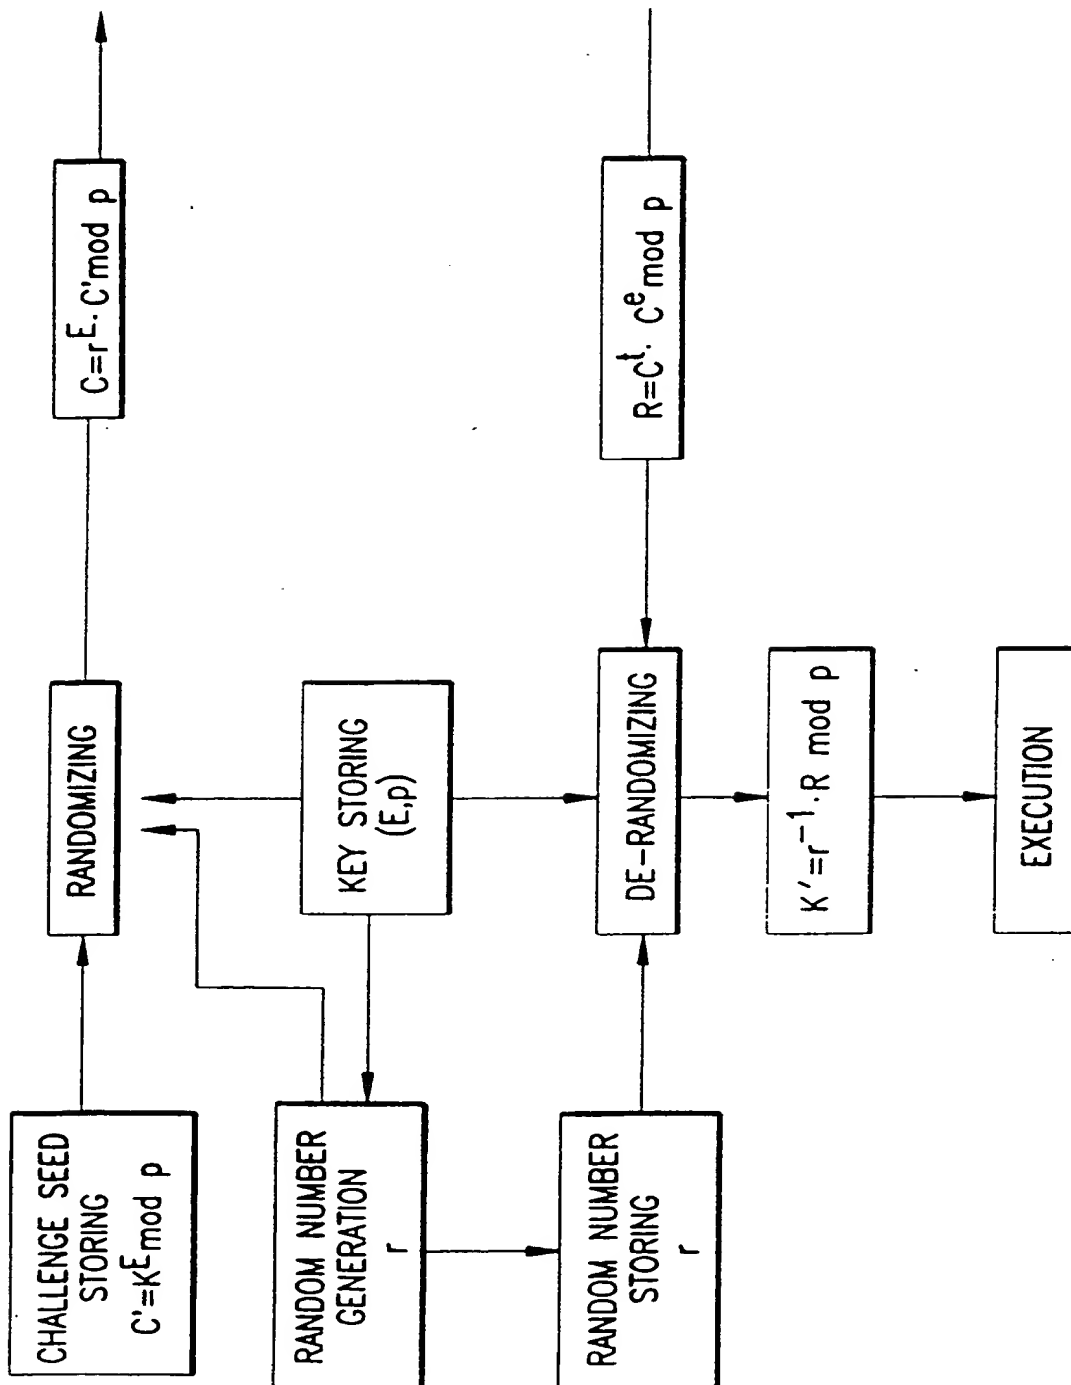 CHALLENGE SEED
STORING
C'=K^E mod p
RANDOMIZING
C=r^E·C' mod p
RANDOM NUMBER
GENERATION
r
KEY STORING
(E,p)
RANDOM NUMBER
STORING
r
DE-RANDOMIZING
R=C^t·C^e mod p
K'=r^-1·R mod p
EXECUTION